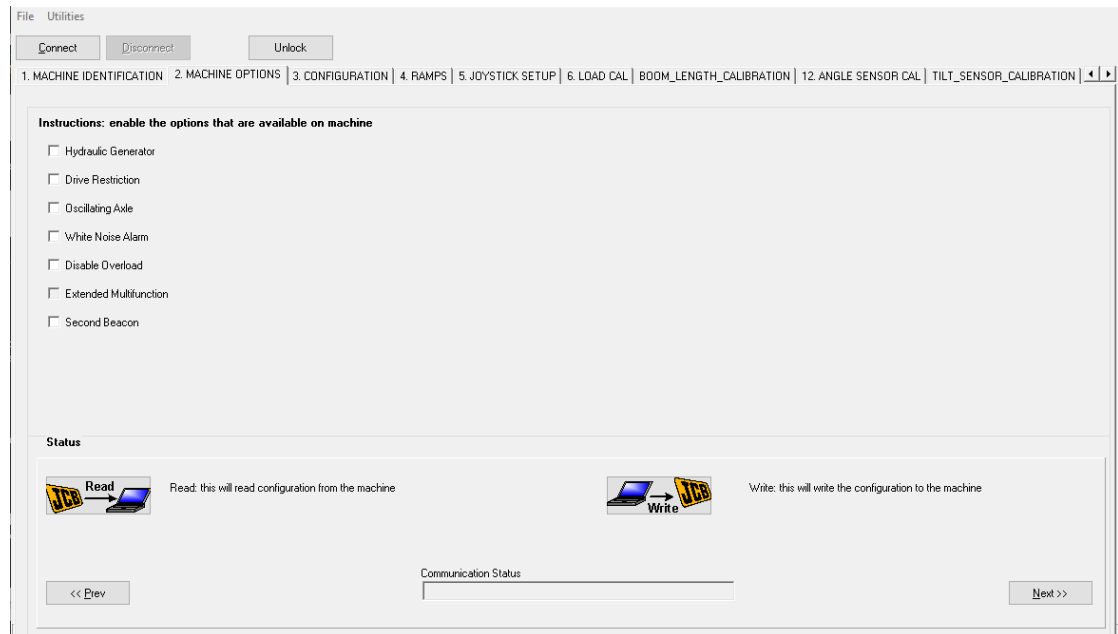 File Utilities
Connect Disconnect Unlock
1. MACHINE IDENTIFICATION 2. MACHINE OPTIONS 3. CONFIGURATION 4. RAMPS 5. JOYSTICK SETUP 6. LOAD CAL BOOM_LENGTH_CALIBRATION 12. ANGLE SENSOR CAL TILT_SENSOR_CALIBRATION
Instructions: enable the options that are available on machine
Hydraulic Generator
Drive Restriction
Oscillating Axle
White Noise Alarm
Disable Overload
Extended Multifunction
Second Beacon
Status
JCB Read Read: this will read configuration from the machine JCB Write Write: this will write the configuration to the machine
Communication Status
<< Prev Next >>